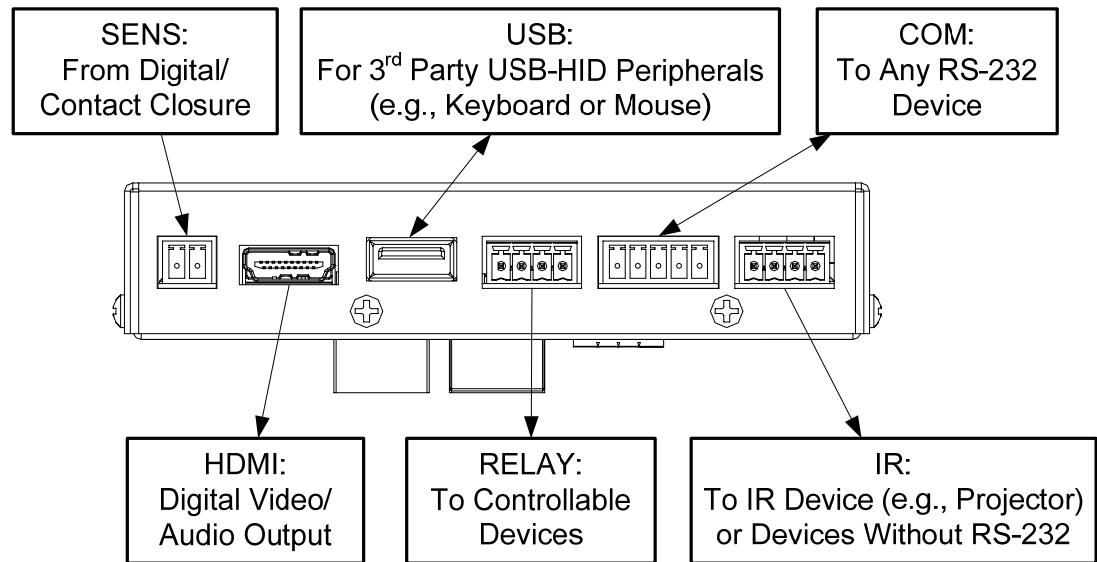 SENS:
From Digital/
Contact Closure
USB:
For 3rd Party USB-HID Peripherals
(e.g., Keyboard or Mouse)
COM:
To Any RS-232
Device
HDMI:
Digital Video/
Audio Output
RELAY:
To Controllable
Devices
IR:
To IR Device (e.g., Projector)
or Devices Without RS-232